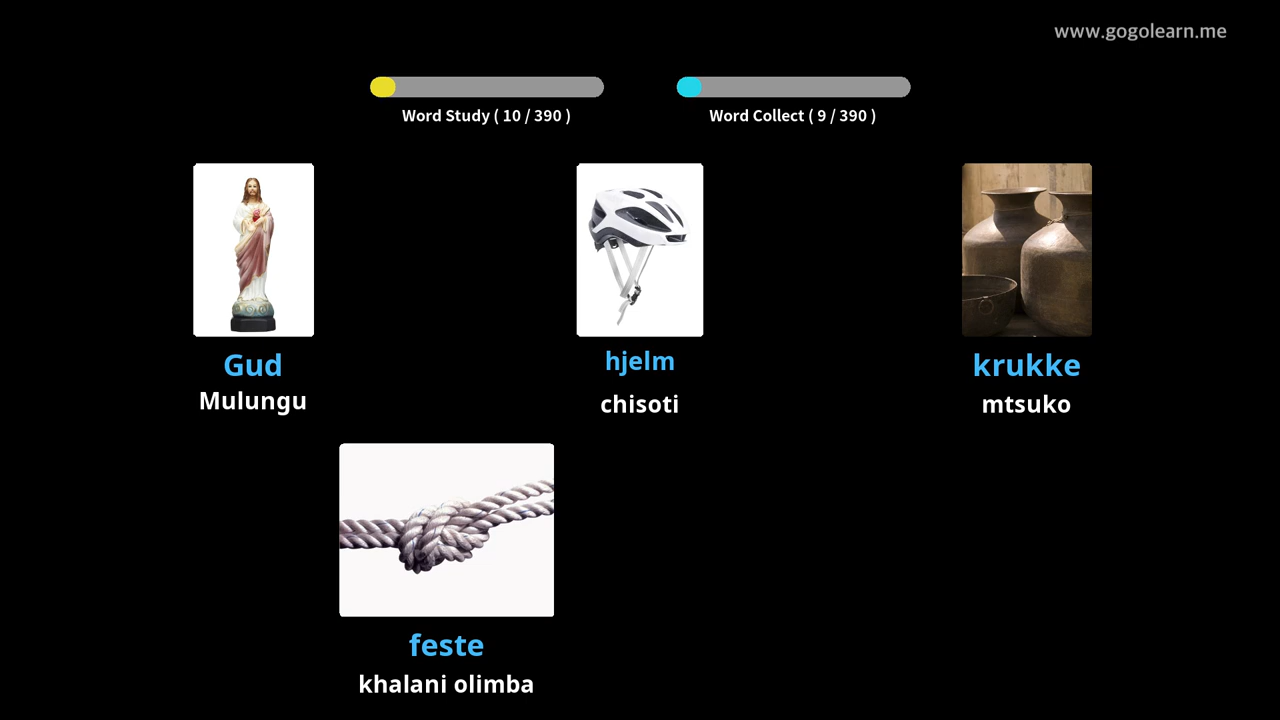 www.gogolearn.me
Word Study ( 10 / 390 )
Word Collect ( 9 / 390 )
Gud
Mulungu
hjelm
chisoti
krukke
mtsuko
feste
khalani olimba